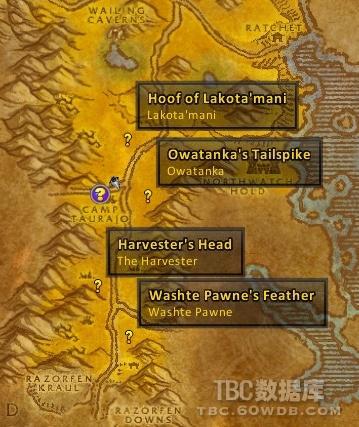 WAILING
CAVERNS
RATCHET
Hoof of Lakota'mani
Lakota'mani
Owatanka's Tailspike
Owatanka
NORTHWATCH
HOLD
CAMP
TAURAJO
Harvester's Head
The Harvester
Washte Pawne's Feather
Washte Pawne
RAZORFEN
KRAUL
RAZORFEN
DOWNS
D
TBC数据库
TBC.60WDB.COM